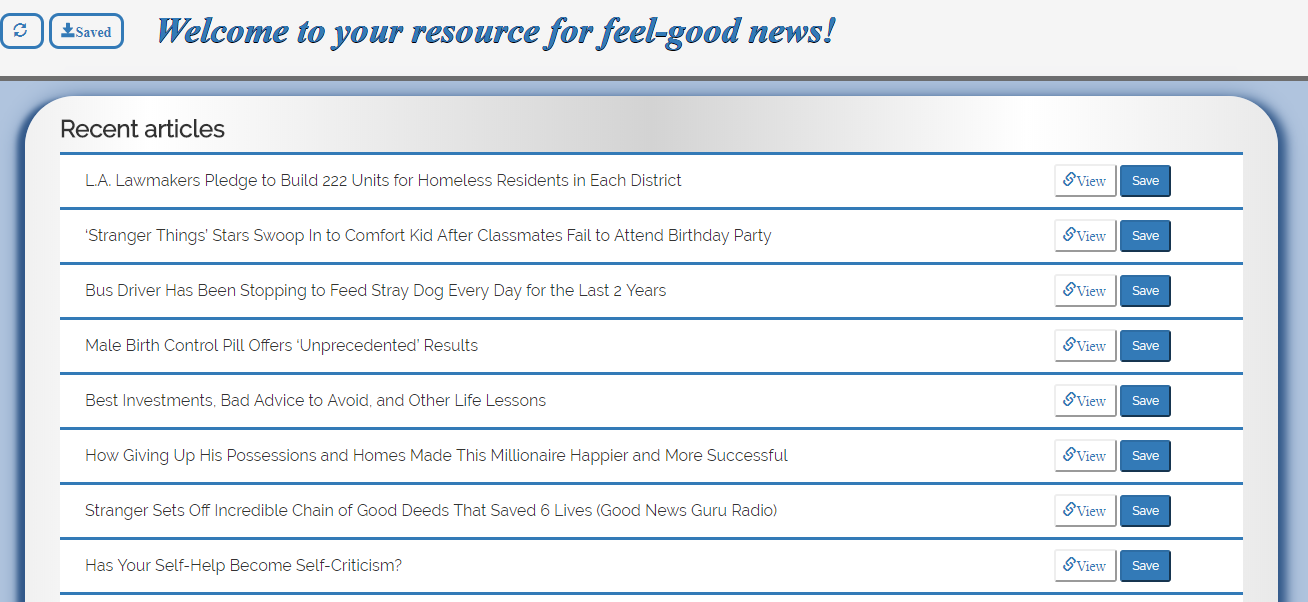 Saved
Welcome to your resource for feel-good news!
Recent articles
L.A. Lawmakers Pledge to Build 222 Units for Homeless Residents in Each District View Save
‘Stranger Things’ Stars Swoop In to Comfort Kid After Classmates Fail to Attend Birthday Party View Save
Bus Driver Has Been Stopping to Feed Stray Dog Every Day for the Last 2 Years View Save
Male Birth Control Pill Offers ‘Unprecedented’ Results View Save
Best Investments, Bad Advice to Avoid, and Other Life Lessons View Save
How Giving Up His Possessions and Homes Made This Millionaire Happier and More Successful View Save
Stranger Sets Off Incredible Chain of Good Deeds That Saved 6 Lives (Good News Guru Radio) View Save
Has Your Self-Help Become Self-Criticism? View Save